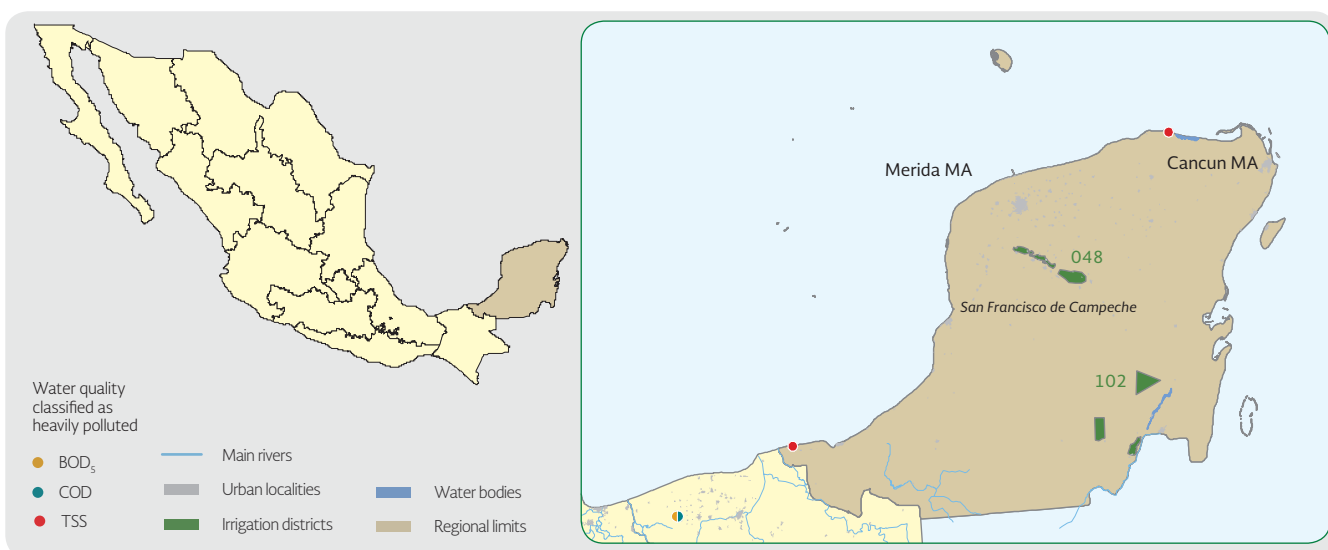 Merida MA
Cancun MA
048
San Francisco de Campeche
102
Water quality
classified as
heavily polluted
BOD5
COD
TSS
Main rivers
Urban localities
Irrigation districts
Water bodies
Regional limits